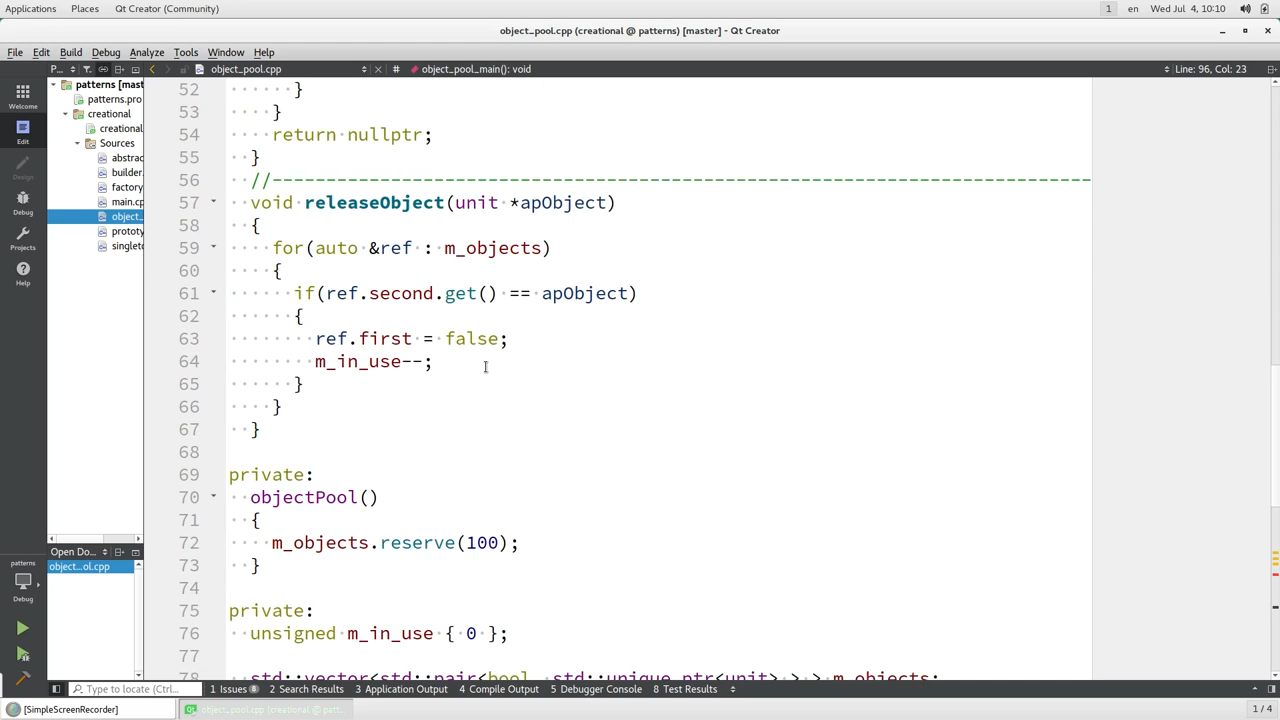 Applications Places Qt Creator (Community) 1 en Wed Jul 4, 10:10
object_pool.cpp (creational @ patterns) [master] - Qt Creator
File Edit Build Debug Analyze Tools Window Help
P... object_pool.cpp # object_pool_main(): void Line: 96, Col: 23
Welcome
Edit
Design
Debug
Projects
Help
patterns
Debug
patterns [mast
patterns.pro
creational
creational
Sources
abstrac
builder.
factory
main.cp
object_
prototy
singleto
Open Do...
object...ol.cpp
52 }
53 }
54 return nullptr;
55 }
56 //----------------------------------------------------------------------------
57 void releaseObject(unit *apObject)
58 {
59 for(auto &ref : m_objects)
60 {
61 if(ref.second.get() == apObject)
62 {
63 ref.first = false;
64 m_in_use--;
65 }
66 }
67 }
68
69 private:
70 objectPool()
71 {
72 m_objects.reserve(100);
73 }
74
75 private:
76 unsigned m_in_use { 0 };
77
78 std::vector<std::pair<bool, std::unique_ptr<unit> > > m_objects;
Type to locate (Ctrl... 1 Issues 6 2 Search Results 3 Application Output 4 Compile Output 5 Debugger Console 8 Test Results
[SimpleScreenRecorder] object_pool.cpp (creational @ patt... 1 / 4